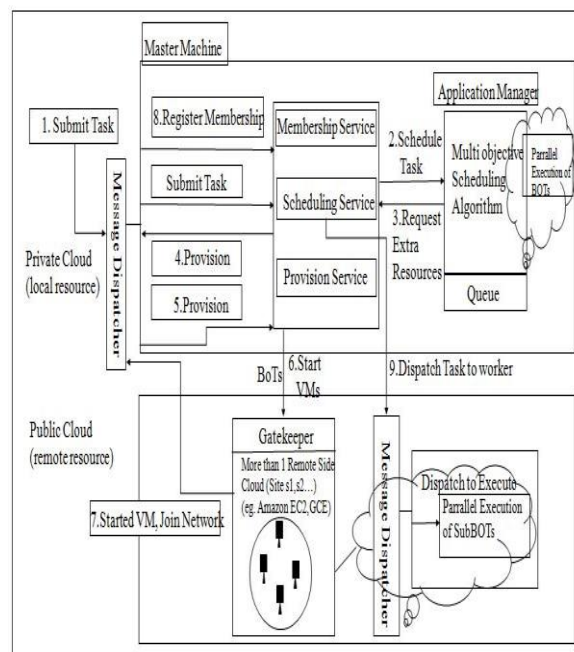 Master Machine
Application Manager
1. Submit Task
8.Register Membership
Membership Service
2.Schedule
Task
Multi objective
Scheduling
Algorithm
Parrallel
Execution of
BOTs
Submit Task
Scheduling Service
3.Request
Extra
Resources
Message Dispatcher
Private Cloud
(local resource)
4.Provision
5.Provision
Provision Service
Queue
BoTs
6.Start
VMs
9.Dispatch Task to worker
Public Cloud
(remote resource)
Gatekeeper
More than 1 Remote Side
Cloud (Site s1,s2...)
(eg. Amazon EC2,GCE)
7.Started VM, Join Network
Message Dispatcher
Dispatch to Execute
Parrallel Execution
of SubBOTs